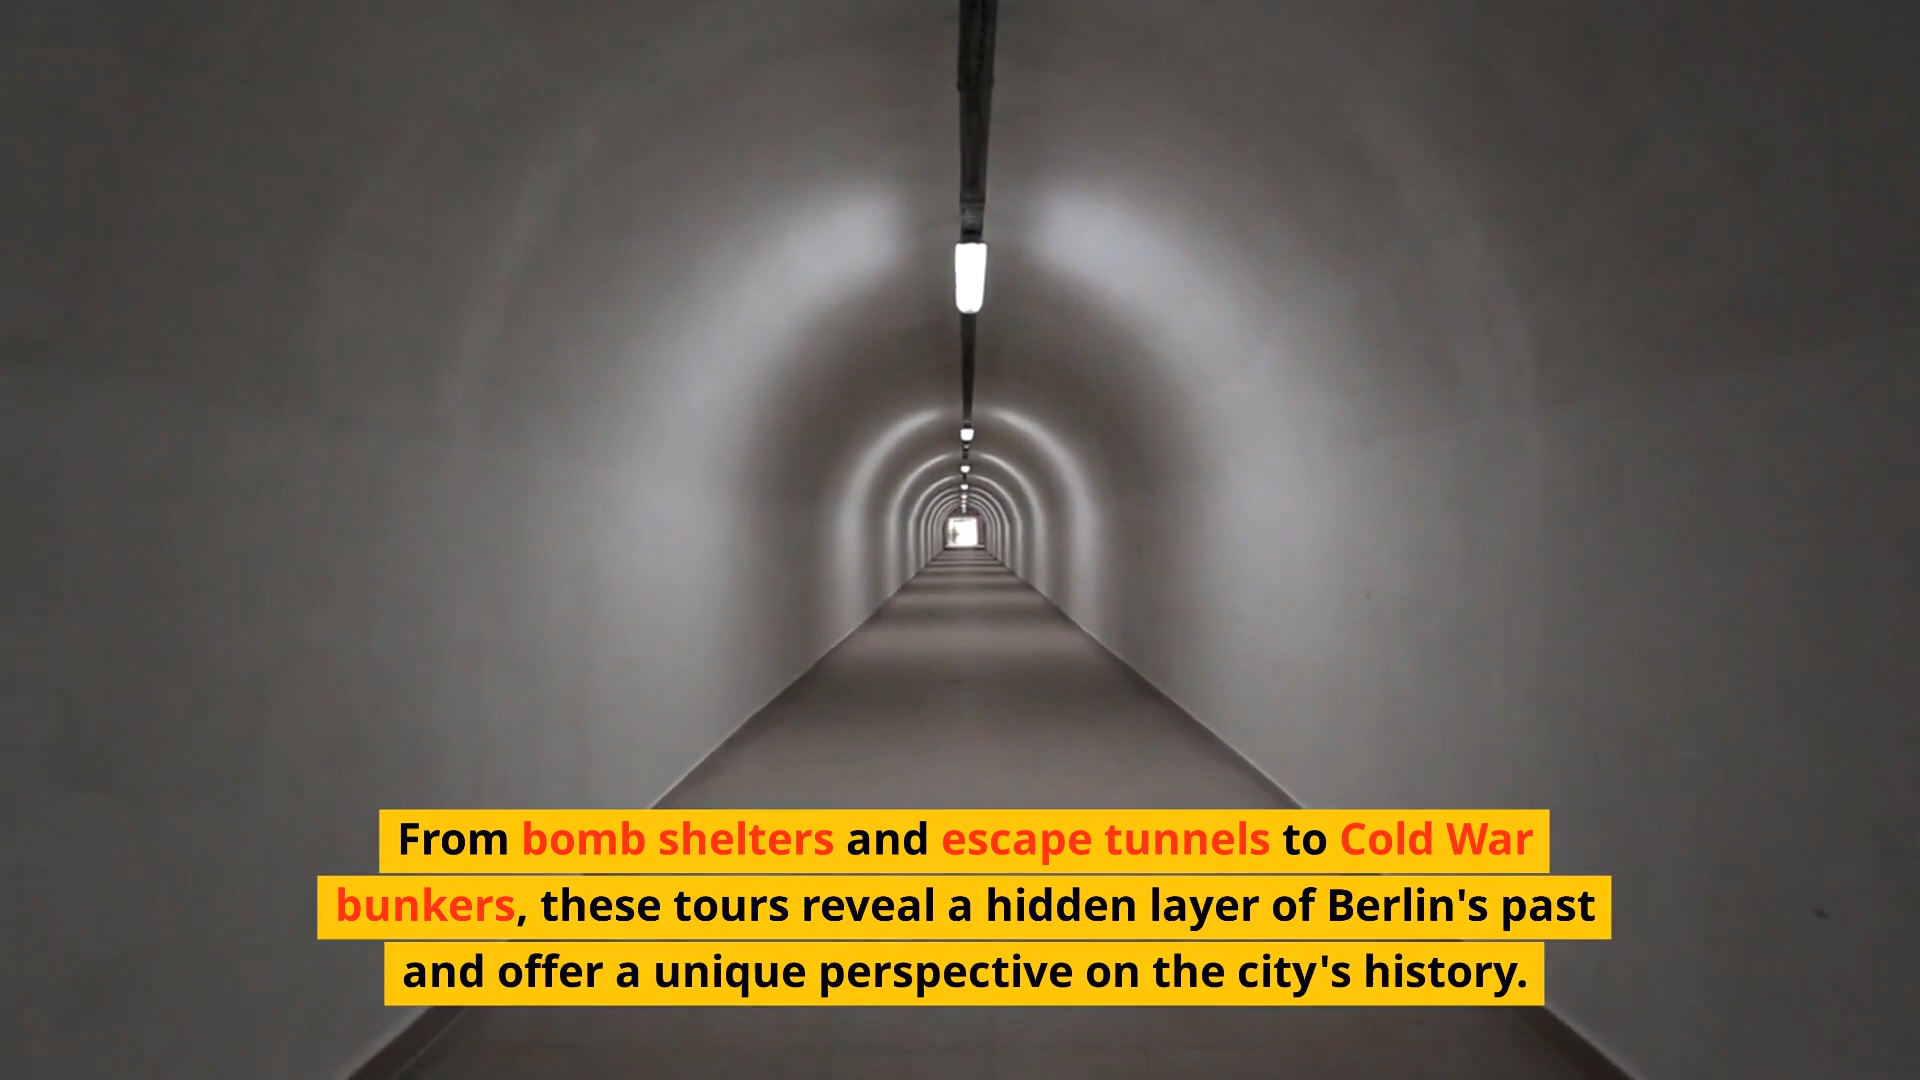 From bomb shelters and escape tunnels to Cold War
bunkers, these tours reveal a hidden layer of Berlin's past
and offer a unique perspective on the city's history.